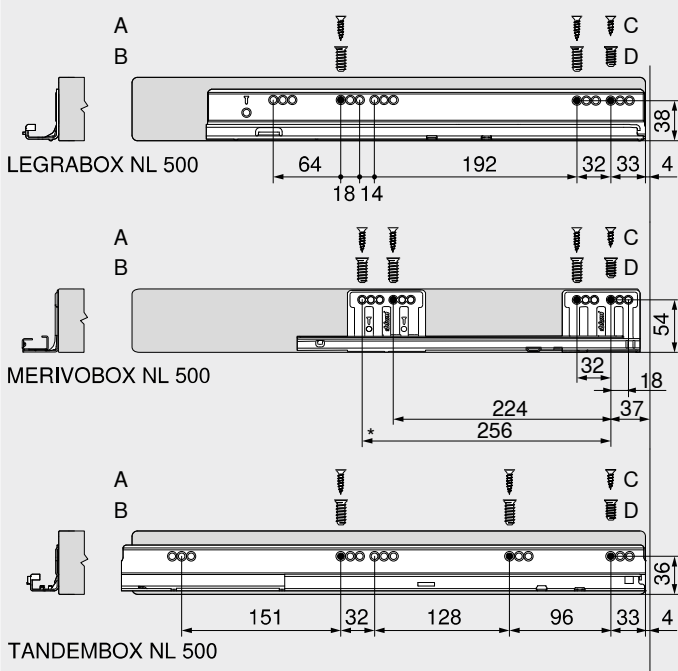 A C
B D
38
LEGRABOX NL 500
64 192 32 33 4
18 14
A C
B D
54
MERIVOBOX NL 500
32
18
224 37
* 256
A C
B D
36
151 32 128 96 33 4
TANDEMBOX NL 500